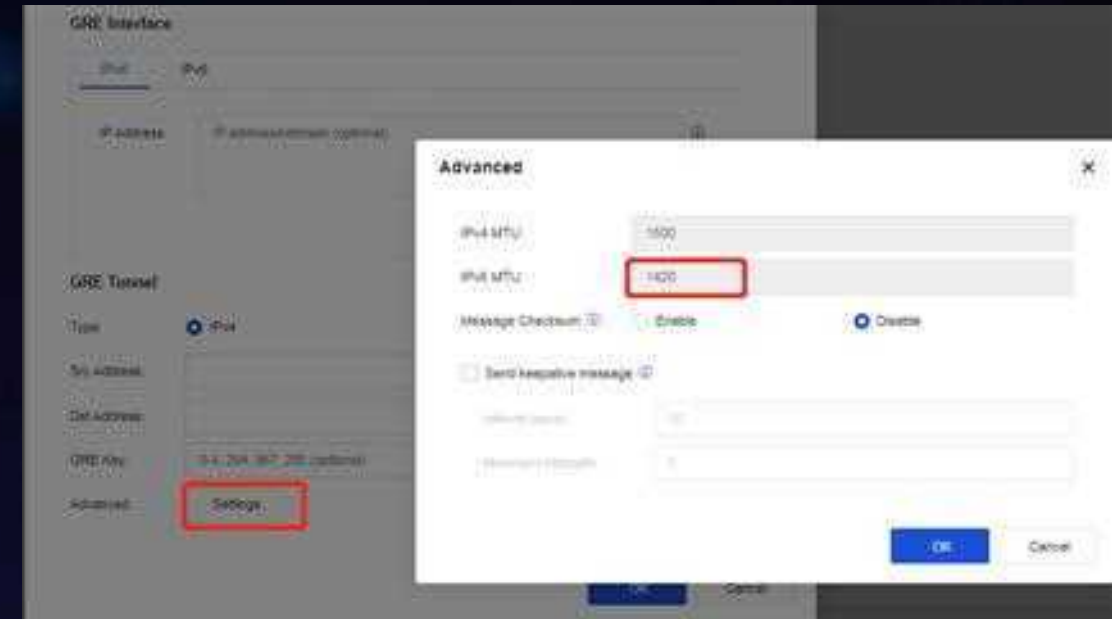 GRE Interface
IPv4 IPv6
IP Address
Advanced
IPv4 MTU 1500
IPv6 MTU 1420
Message Checksum Enable Disable
Send keepalive message
GRE Tunnel
Type IPv4
Src Address
Dst Address
GRE Key (optional)
Advanced Settings
OK Cancel
OK Cancel